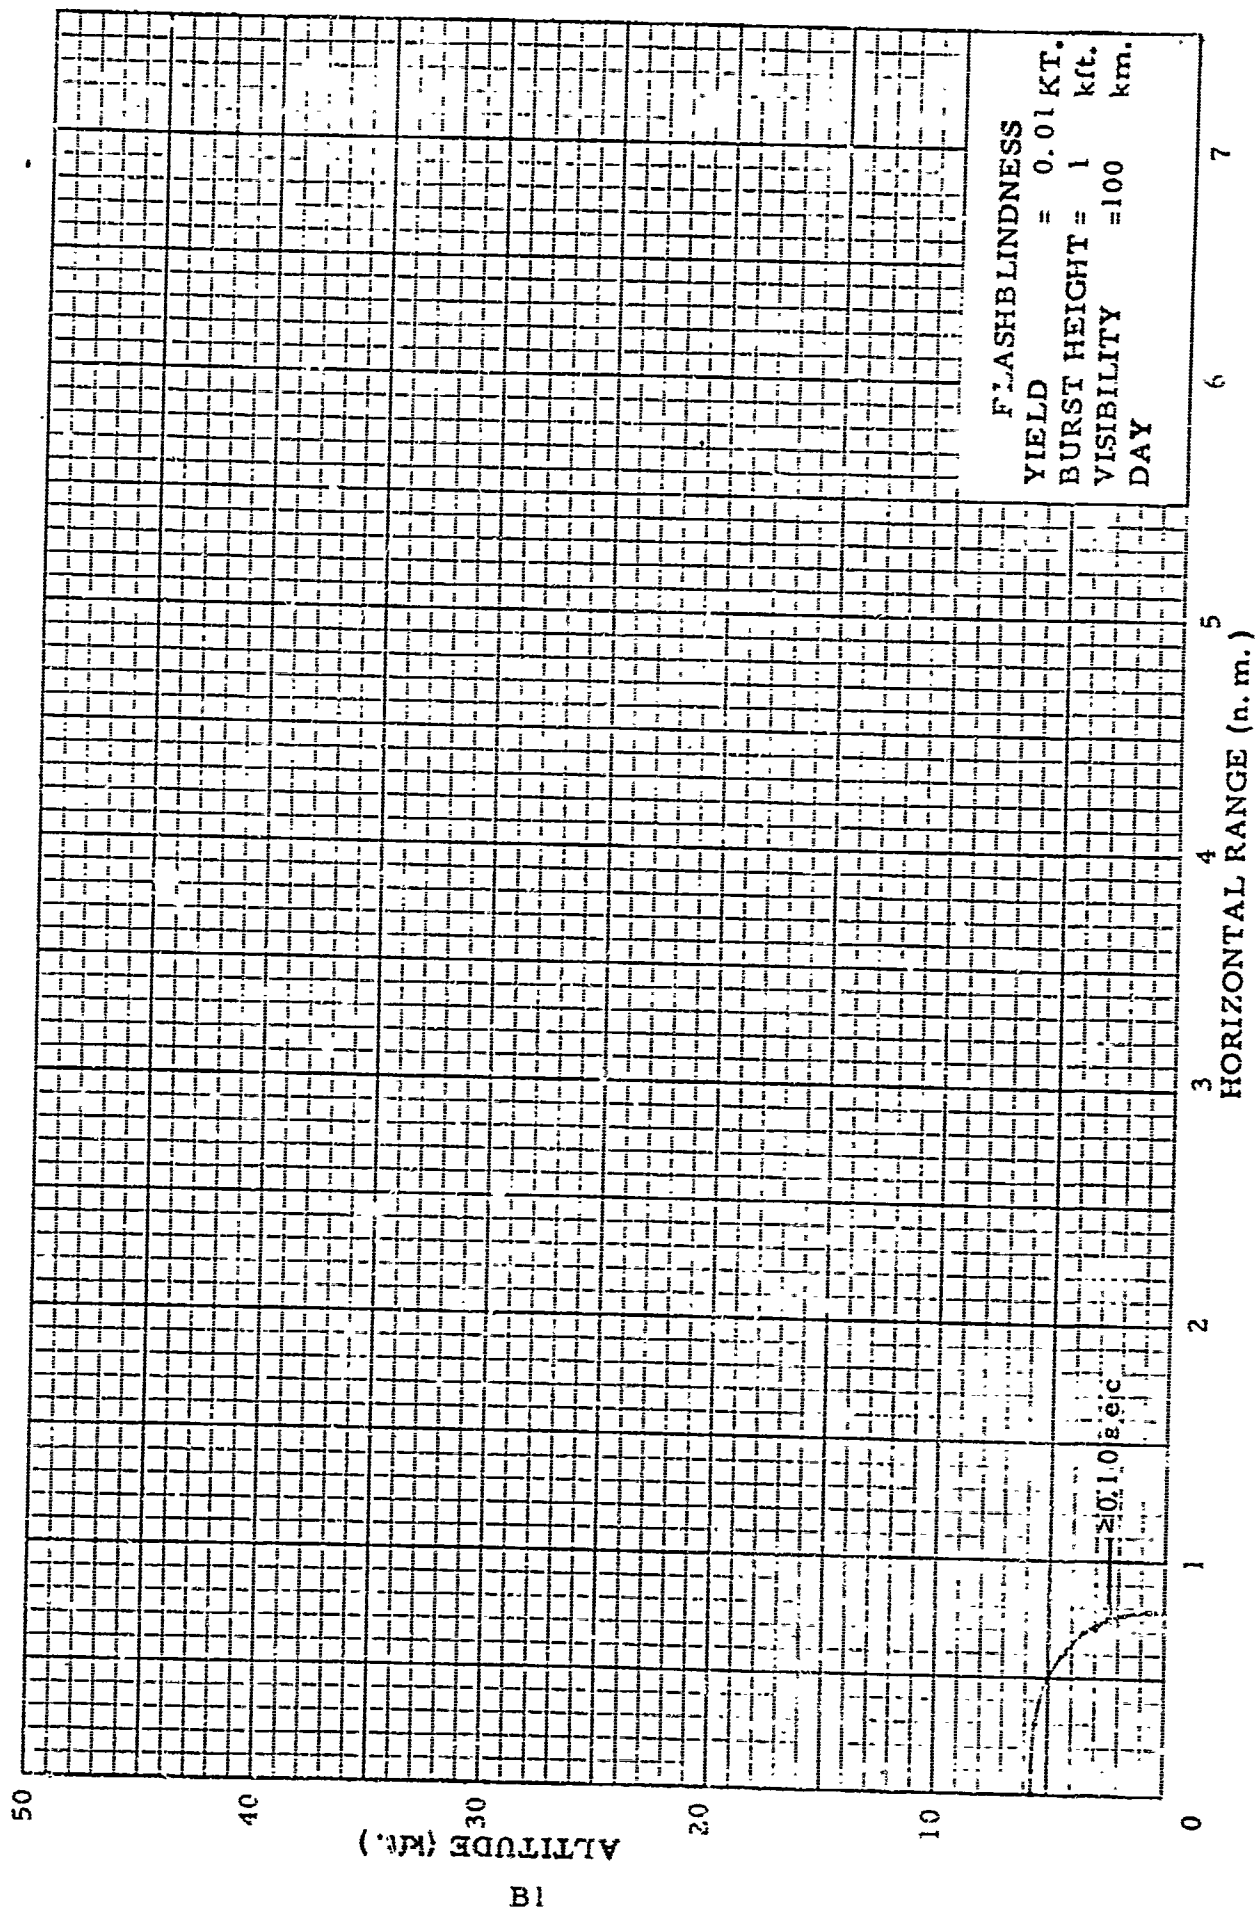 FLASHBLINDNESS
YIELD = 0.01 KT.
BURST HEIGHT = 1 kft.
VISIBILITY =100 km.
DAY
50
40
30
20
10
0
ALTITUDE (kft.)
≥0.10 sec
1
2
3
4
5
6
7
HORIZONTAL RANGE (n.m.)
B1